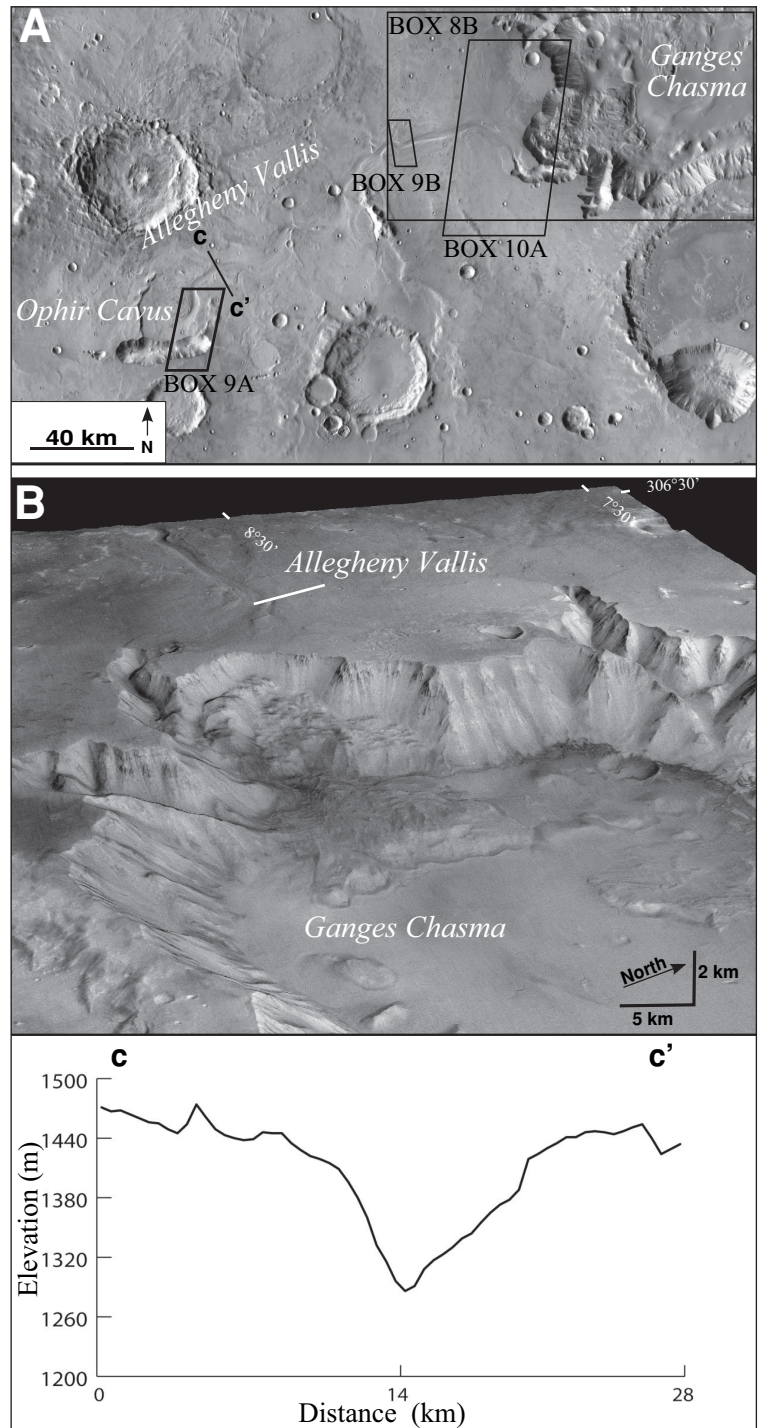 A
BOX 8B
Ganges
Chasma
Allegheny Vallis
BOX 9B
c
BOX 10A
Ophir Cavus
c'
BOX 9A
40 km
N
B
306°30'
7°30'
8°30'
Allegheny Vallis
Ganges Chasma
North
2 km
5 km
c
c'
1500
1440
1380
1320
1260
1200
Elevation (m)
0
14
28
Distance (km)